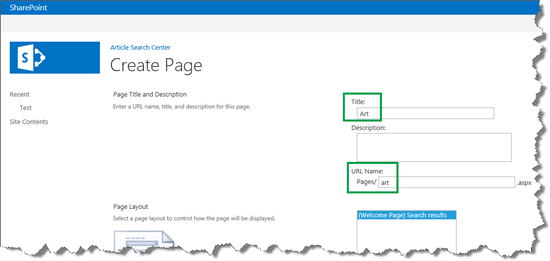 SharePoint
Article Search Center
Create Page
Recent
Test
Site Contents
Page Title and Description
Enter a URL name, title, and description for this page.
Title:
Art
Description:
URL Name:
Pages/ art .aspx
Page Layout
Select a page layout to control how the page will be displayed.
(Welcome Page) Search results